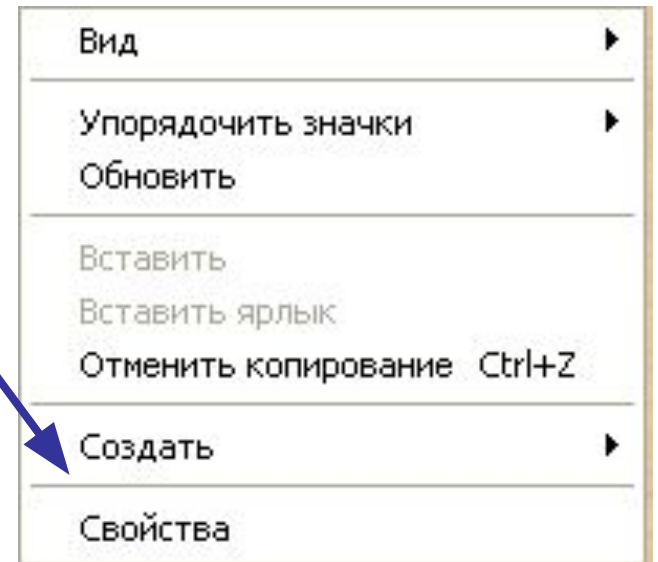 Вид
Упорядочить значки
Обновить
Вставить
Вставить ярлык
Отменить копирование Ctrl+Z
Создать
Свойства